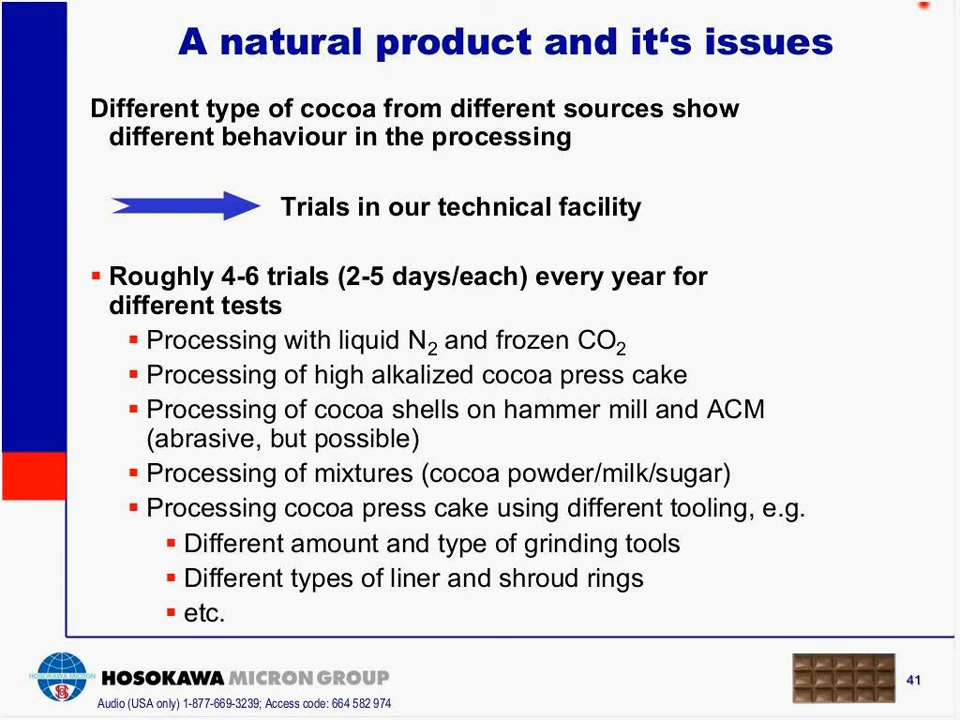 A natural product and it‘s issues
Different type of cocoa from different sources show
different behaviour in the processing
Trials in our technical facility
Roughly 4-6 trials (2-5 days/each) every year for
different tests
Processing with liquid N2 and frozen CO2
Processing of high alkalized cocoa press cake
Processing of cocoa shells on hammer mill and ACM
(abrasive, but possible)
Processing of mixtures (cocoa powder/milk/sugar)
Processing cocoa press cake using different tooling, e.g.
Different amount and type of grinding tools
Different types of liner and shroud rings
etc.
HOSOKAWA MICRON
HOSOKAWA MICRON GROUP
41
Audio (USA only) 1-877-669-3239; Access code: 664 582 974